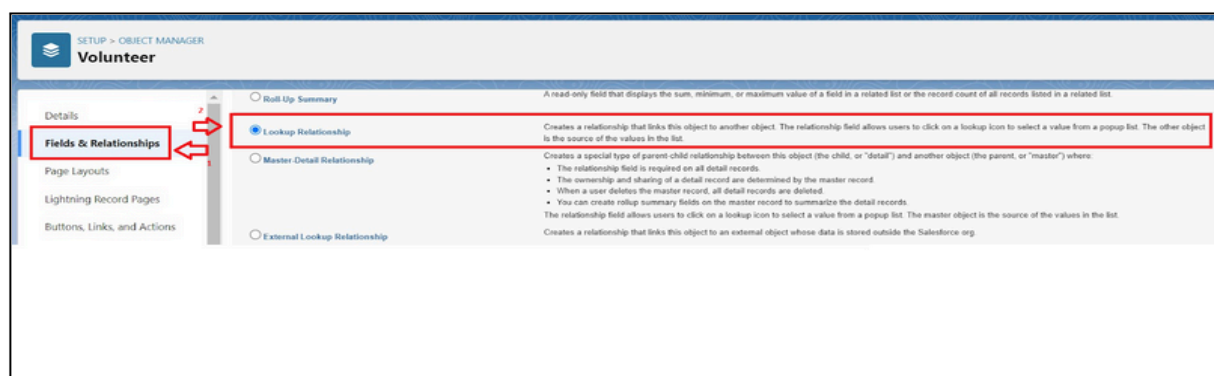 SETUP > OBJECT MANAGER
Volunteer
Details
Fields & Relationships
Page Layouts
Lightning Record Pages
Buttons, Links, and Actions
2
1
Roll-Up Summary
A read-only field that displays the sum, minimum, or maximum value of a field in a related list or the record count of all records listed in a related list.
Lookup Relationship
Creates a relationship that links this object to another object. The relationship field allows users to click on a lookup icon to select a value from a popup list. The other object
is the source of the values in the list.
Master-Detail Relationship
Creates a special type of parent-child relationship between this object (the child, or "detail") and another object (the parent, or "master") where:
• The relationship field is required on all detail records.
• The ownership and sharing of a detail record are determined by the master record.
• When a user deletes the master record, all detail records are deleted.
• You can create rollup summary fields on the master record to summarize the detail records.
The relationship field allows users to click on a lookup icon to select a value from a popup list. The master object is the source of the values in the list.
External Lookup Relationship
Creates a relationship that links this object to an external object whose data is stored outside the Salesforce org.